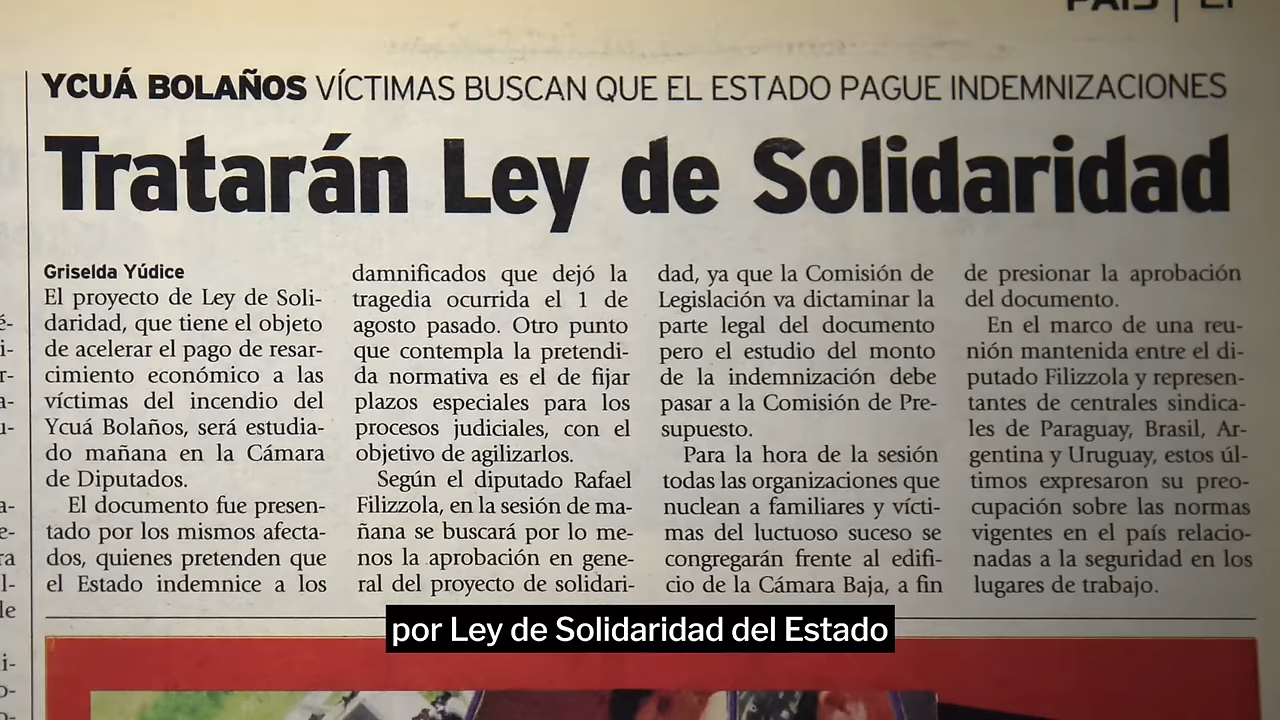 YCUÁ BOLAÑOS VÍCTIMAS BUSCAN QUE EL ESTADO PAGUE INDEMNIZACIONES
Tratarán Ley de Solidaridad
Griselda Yúdice
El proyecto de Ley de Soli-
daridad, que tiene el objeto
de acelerar el pago de resar-
cimiento económico a las
víctimas del incendio del
Ycuá Bolaños, será estudia-
do mañana en la Cámara
de Diputados.
El documento fue presen-
tado por los mismos afecta-
dos, quienes pretenden que
el Estado indemnice a los
damnificados que dejó la
tragedia ocurrida el 1 de
agosto pasado. Otro punto
que contempla la pretendi-
da normativa es el de fijar
plazos especiales para los
procesos judiciales, con el
objetivo de agilizarlos.
Según el diputado Rafael
Filizzola, en la sesión de ma-
ñana se buscará por lo me-
nos la aprobación en gene-
ral del proyecto de solidari-
dad, ya que la Comisión de
Legislación va dictaminar la
parte legal del documento
pero el estudio del monto
de la indemnización debe
pasar a la Comisión de Pre-
supuesto.
Para la hora de la sesión
todas las organizaciones que
nuclean a familiares y vícti-
mas del luctuoso suceso se
congregarán frente al edifi-
cio de la Cámara Baja, a fin
de presionar la aprobación
del documento.
En el marco de una reu-
nión mantenida entre el di-
putado Filizzola y represen-
tantes de centrales sindica-
les de Paraguay, Brasil, Ar-
gentina y Uruguay, estos úl-
timos expresaron su preo-
cupación sobre las normas
vigentes en el país relacio-
nadas a la seguridad en los
lugares de trabajo.
por Ley de Solidaridad del Estado